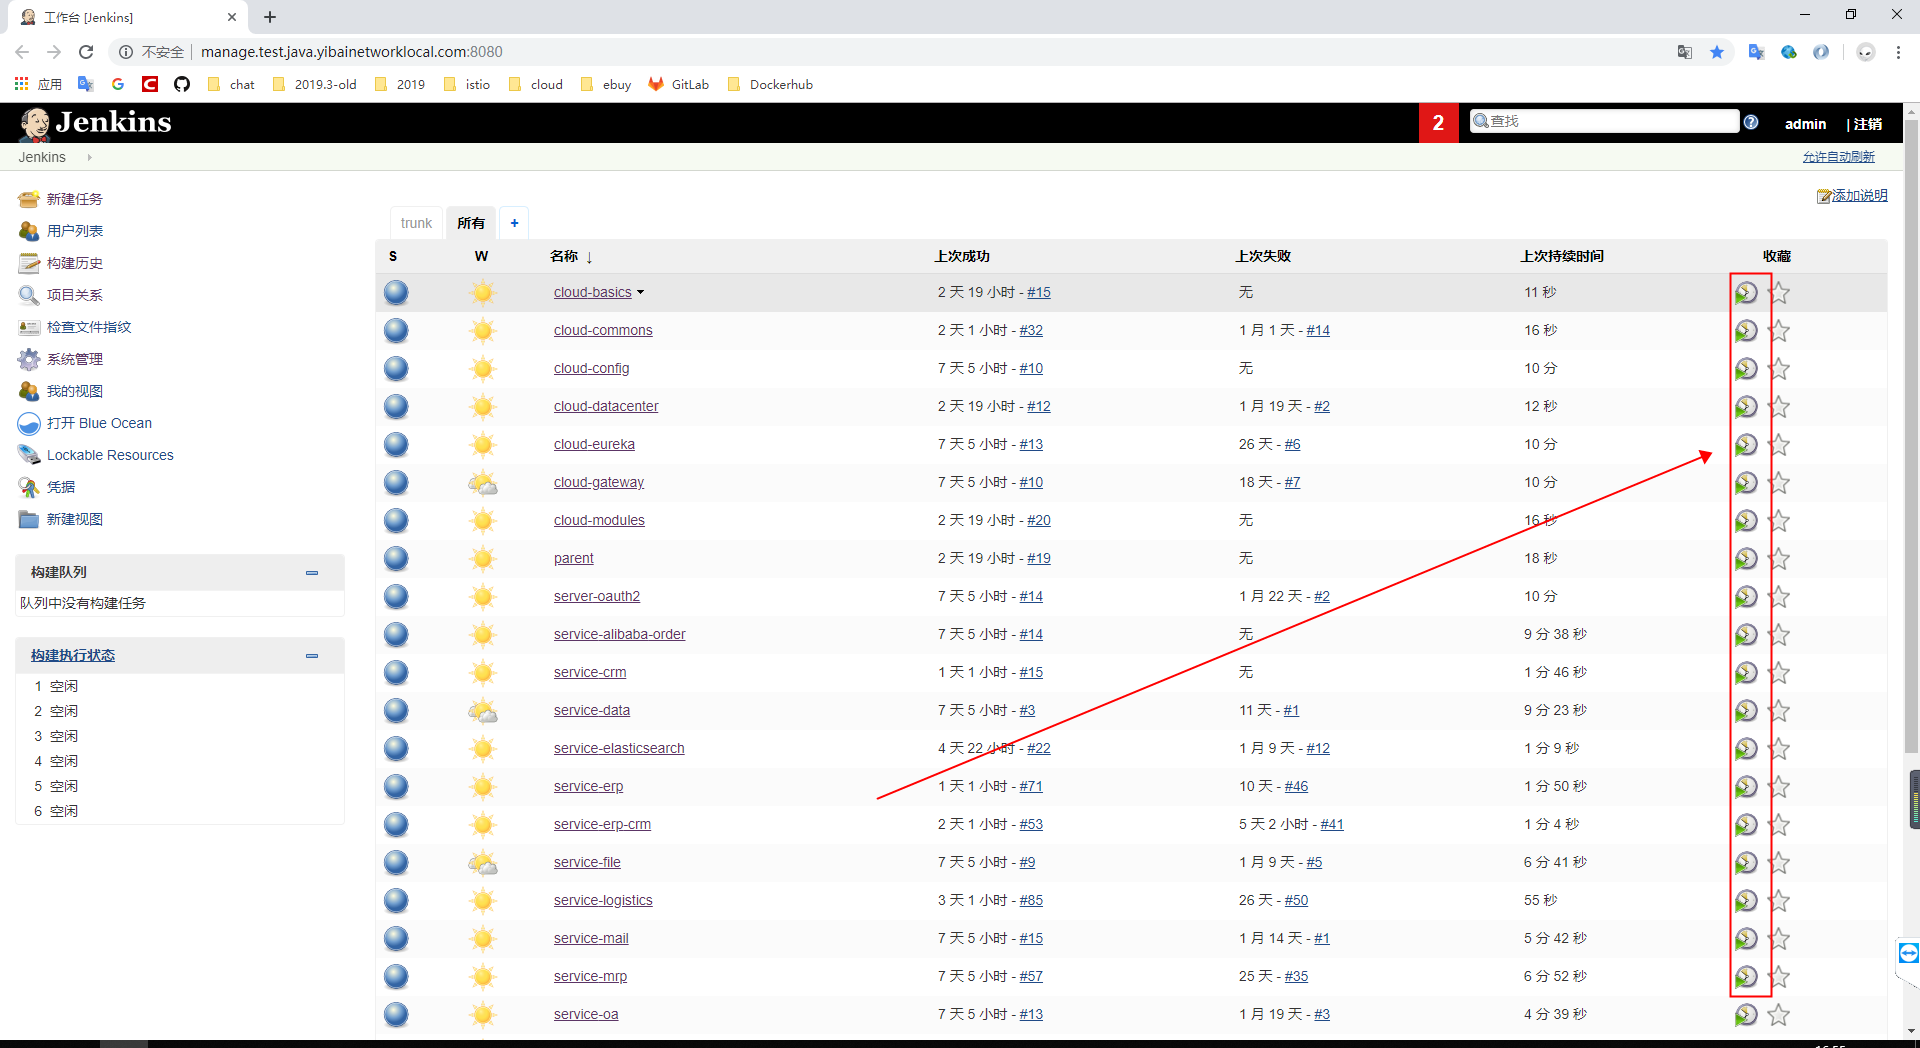 工作台 [Jenkins]
不安全 manage.test.java.yibainetworklocal.com:8080
应用 chat 2019.3-old 2019 istio cloud ebuy GitLab Dockerhub
Jenkins 2 查找 admin | 注销
Jenkins 允许自动刷新
添加说明
新建任务
用户列表
构建历史
项目关系
检查文件指纹
系统管理
我的视图
打开 Blue Ocean
Lockable Resources
凭据
新建视图
构建队列
队列中没有构建任务
构建执行状态
1 空闲
2 空闲
3 空闲
4 空闲
5 空闲
6 空闲
trunk 所有 +
S W 名称 ↓ 上次成功 上次失败 上次持续时间 收藏
cloud-basics 2 天 19 小时 - #15 无 11 秒
cloud-commons 2 天 1 小时 - #32 1 月 1 天 - #14 16 秒
cloud-config 7 天 5 小时 - #10 无 10 分
cloud-datacenter 2 天 19 小时 - #12 1 月 19 天 - #2 12 秒
cloud-eureka 7 天 5 小时 - #13 26 天 - #6 10 分
cloud-gateway 7 天 5 小时 - #10 18 天 - #7 10 分
cloud-modules 2 天 19 小时 - #20 无 16 秒
parent 2 天 19 小时 - #19 无 18 秒
server-oauth2 7 天 5 小时 - #14 1 月 22 天 - #2 10 分
service-alibaba-order 7 天 5 小时 - #14 无 9 分 38 秒
service-crm 1 天 1 小时 - #15 无 1 分 46 秒
service-data 7 天 5 小时 - #3 11 天 - #1 9 分 23 秒
service-elasticsearch 4 天 22 小时 - #22 1 月 9 天 - #12 1 分 9 秒
service-erp 1 天 1 小时 - #71 10 天 - #46 1 分 50 秒
service-erp-crm 2 天 1 小时 - #53 5 天 2 小时 - #41 1 分 4 秒
service-file 7 天 5 小时 - #9 1 月 9 天 - #5 6 分 41 秒
service-logistics 3 天 1 小时 - #85 26 天 - #50 55 秒
service-mail 7 天 5 小时 - #15 1 月 14 天 - #1 5 分 42 秒
service-mrp 7 天 5 小时 - #57 25 天 - #35 6 分 52 秒
service-oa 7 天 5 小时 - #13 1 月 19 天 - #3 4 分 39 秒